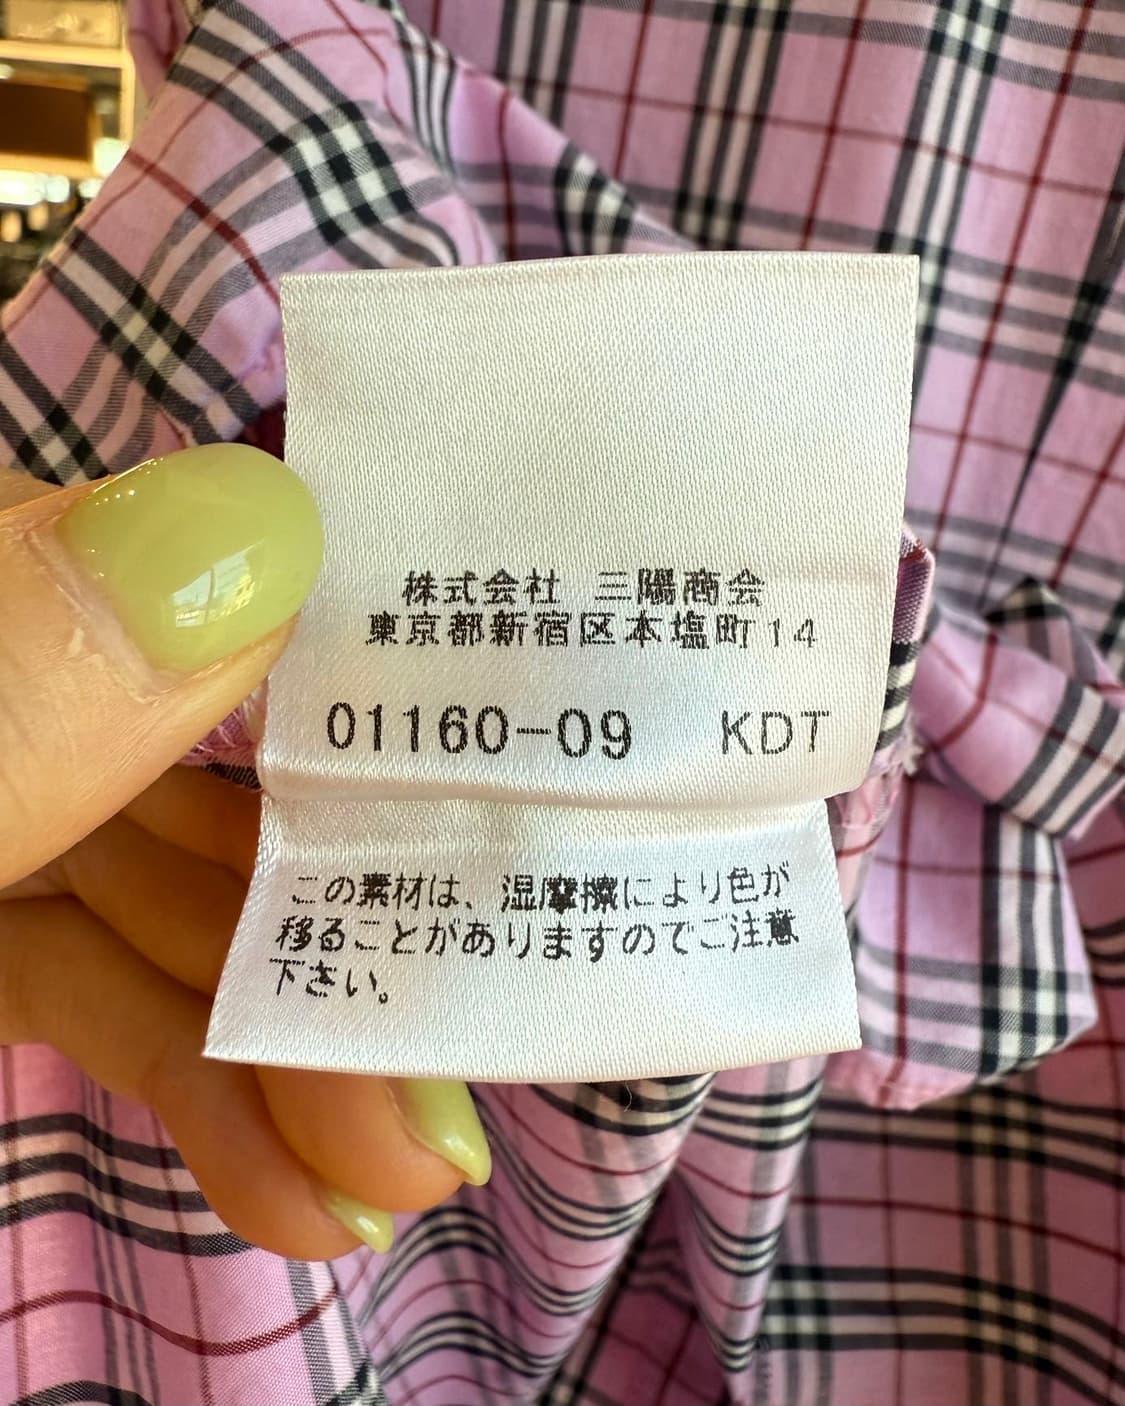 株式会社 三陽商会
東京都新宿区本塩町14
01160-09 KDT
この素材は、湿摩擦により色が
移ることがありますのでご注意
下さい。